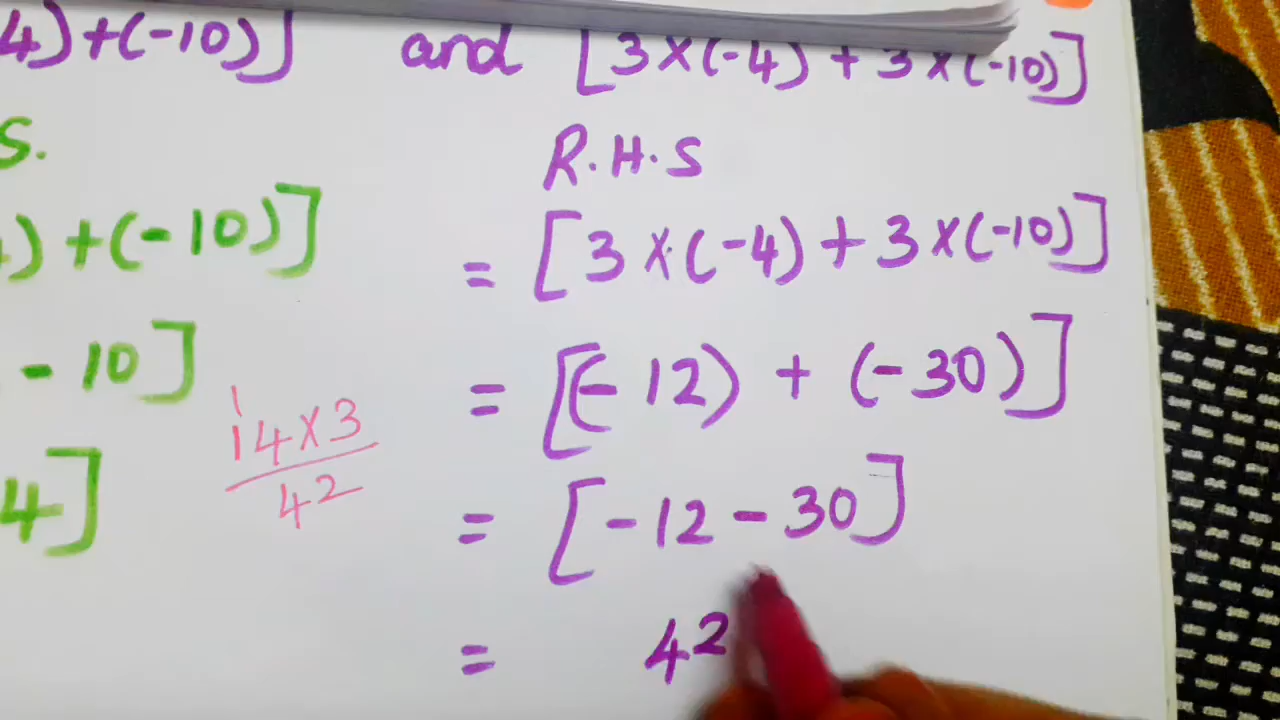 4)+(-10)] and [3×(-4)+3×(-10)]
S. R.H.S
)+(-10)] = [3×(-4)+3×(-10)]
- 10] = [(-12) + (-30)]
1
14×3
42
4] = [-12-30]
= 42